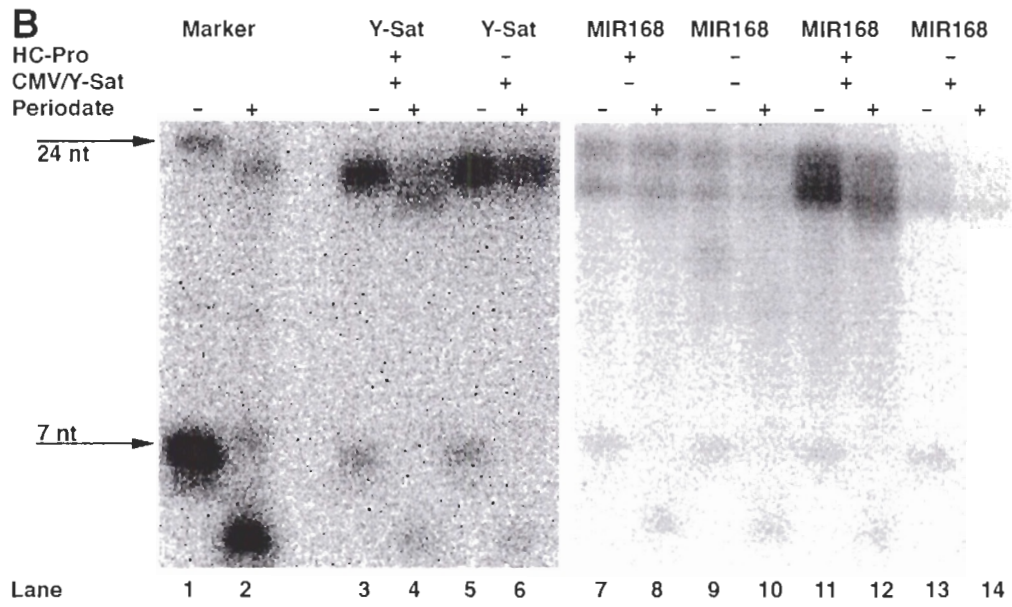 B
Marker Y-Sat Y-Sat MIR168 MIR168 MIR168 MIR168
HC-Pro + - + - + -
CMV/Y-Sat + + - - + +
Periodate - + - + - + - + - + - + - +
24 nt
7 nt
Lane 1 2 3 4 5 6 7 8 9 10 11 12 13 14